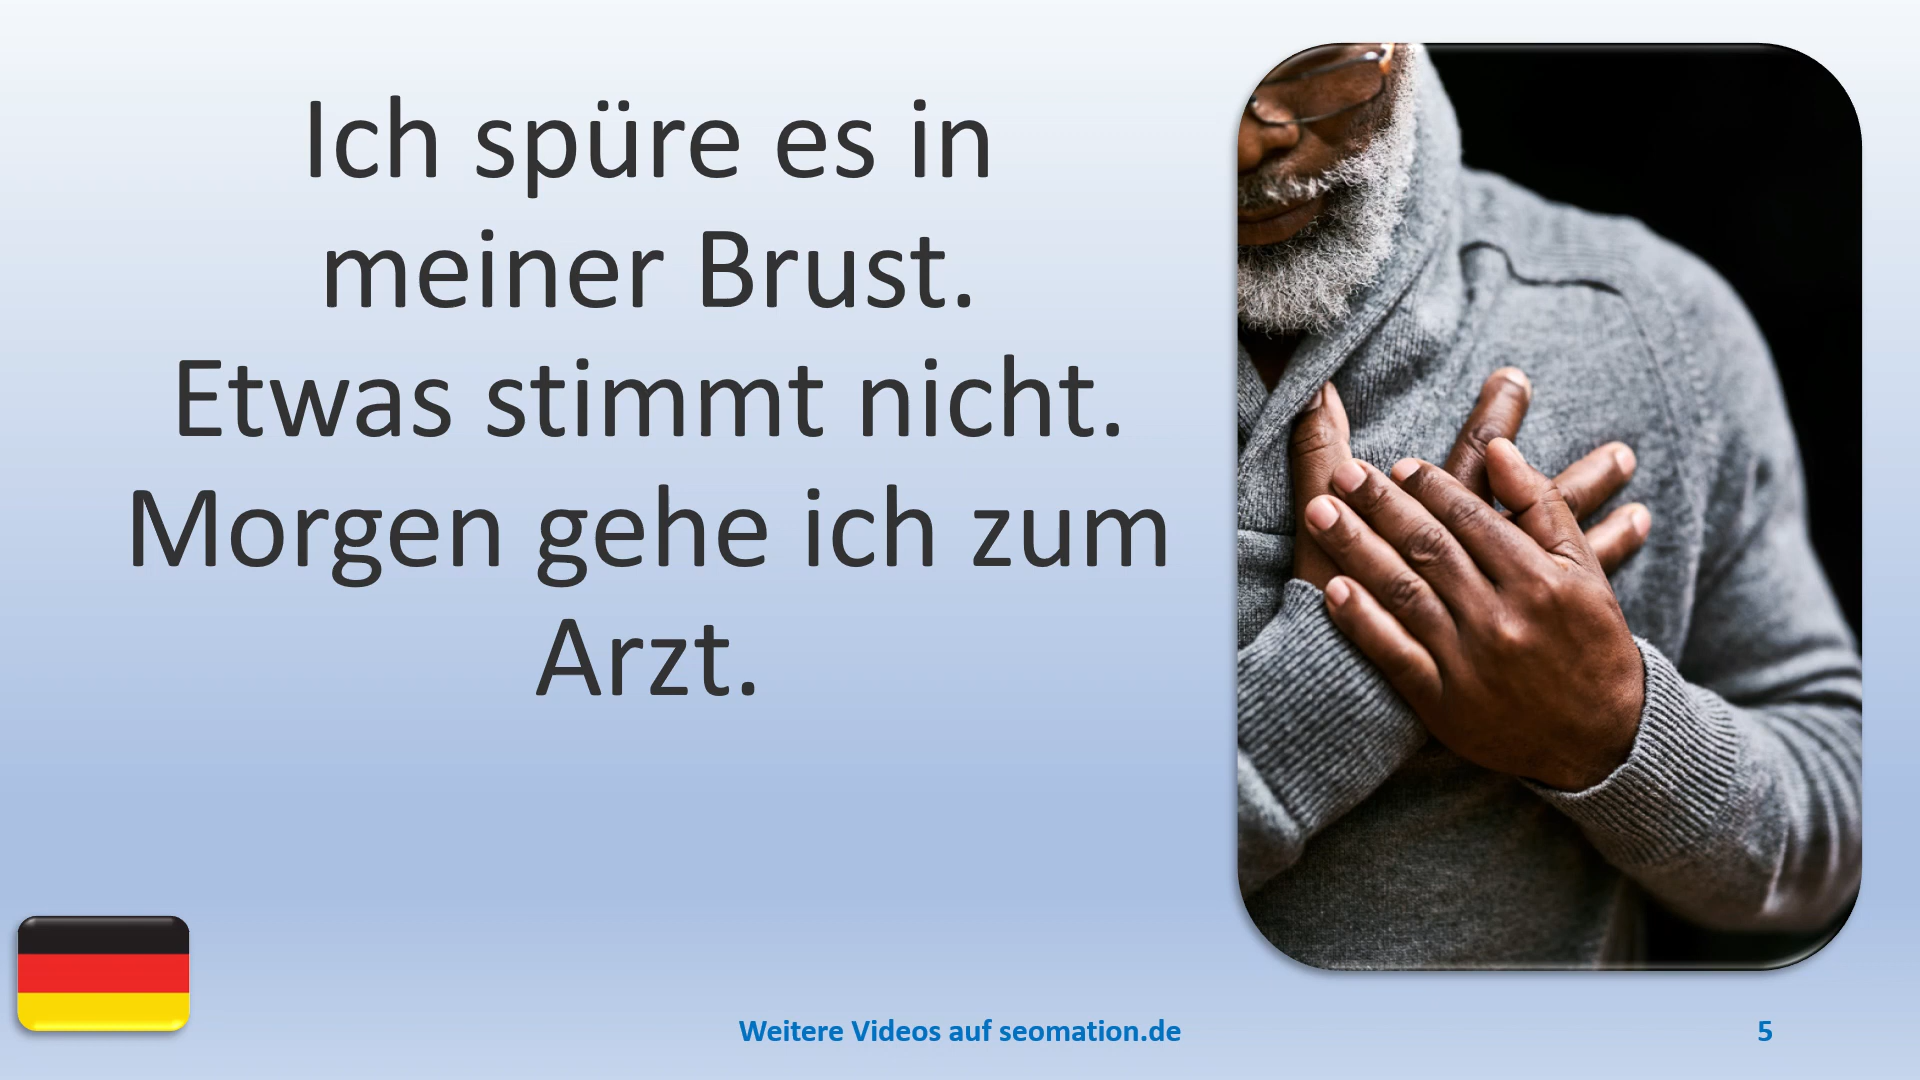 Ich spüre es in
meiner Brust.
Etwas stimmt nicht.
Morgen gehe ich zum
Arzt.
Weitere Videos auf seomation.de
5